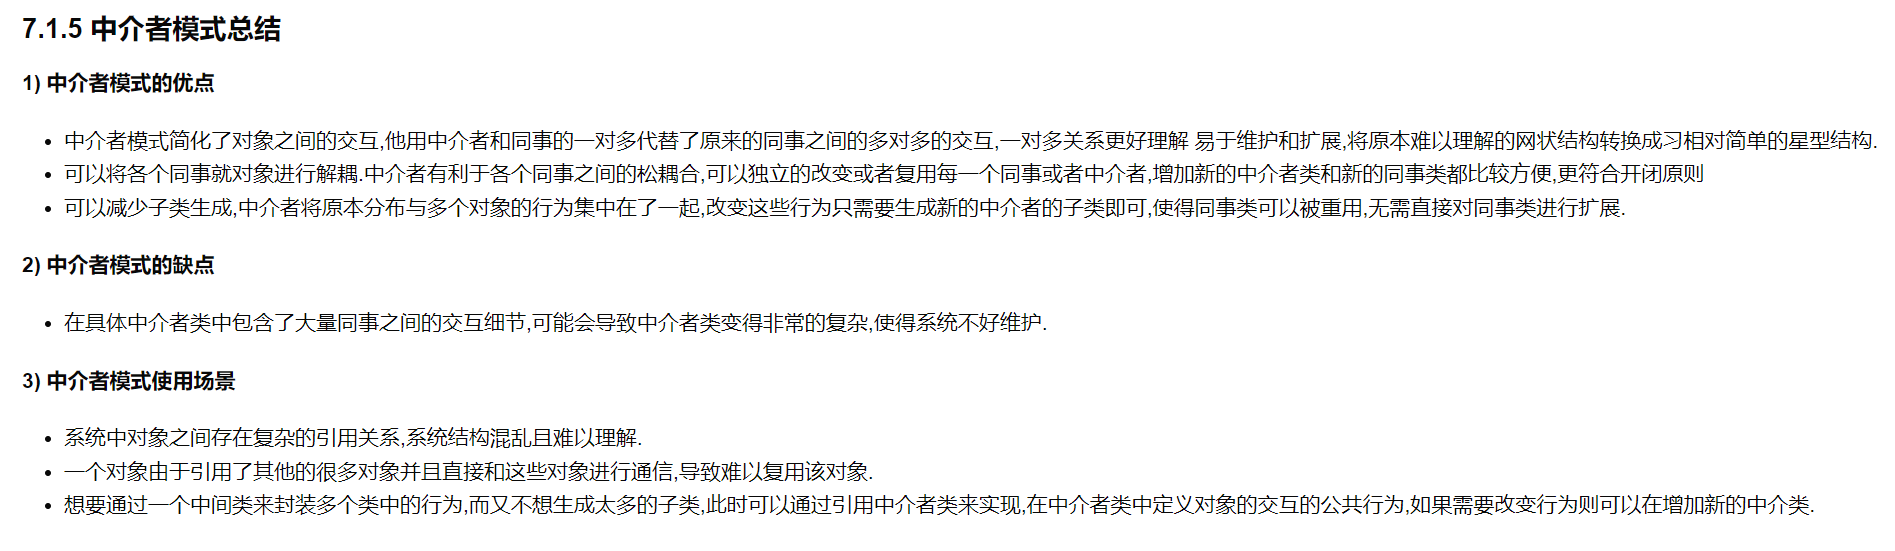 7.1.5 中介者模式总结
1) 中介者模式的优点
• 中介者模式简化了对象之间的交互,他用中介者和同事的一对多代替了原来的同事之间的多对多的交互,一对多关系更好理解 易于维护和扩展,将原本难以理解的网状结构转换成习相对简单的星型结构.
• 可以将各个同事就对象进行解耦.中介者有利于各个同事之间的松耦合,可以独立的改变或者复用每一个同事或者中介者,增加新的中介者类和新的同事类都比较方便,更符合开闭原则
• 可以减少子类生成,中介者将原本分布与多个对象的行为集中在了一起,改变这些行为只需要生成新的中介者的子类即可,使得同事类可以被重用,无需直接对同事类进行扩展.
2) 中介者模式的缺点
• 在具体中介者类中包含了大量同事之间的交互细节,可能会导致中介者类变得非常的复杂,使得系统不好维护.
3) 中介者模式使用场景
• 系统中对象之间存在复杂的引用关系,系统结构混乱且难以理解.
• 一个对象由于引用了其他的很多对象并且直接和这些对象进行通信,导致难以复用该对象.
• 想要通过一个中间类来封装多个类中的行为,而又不想生成太多的子类,此时可以通过引用中介者类来实现,在中介者类中定义对象的交互的公共行为,如果需要改变行为则可以在增加新的中介类.